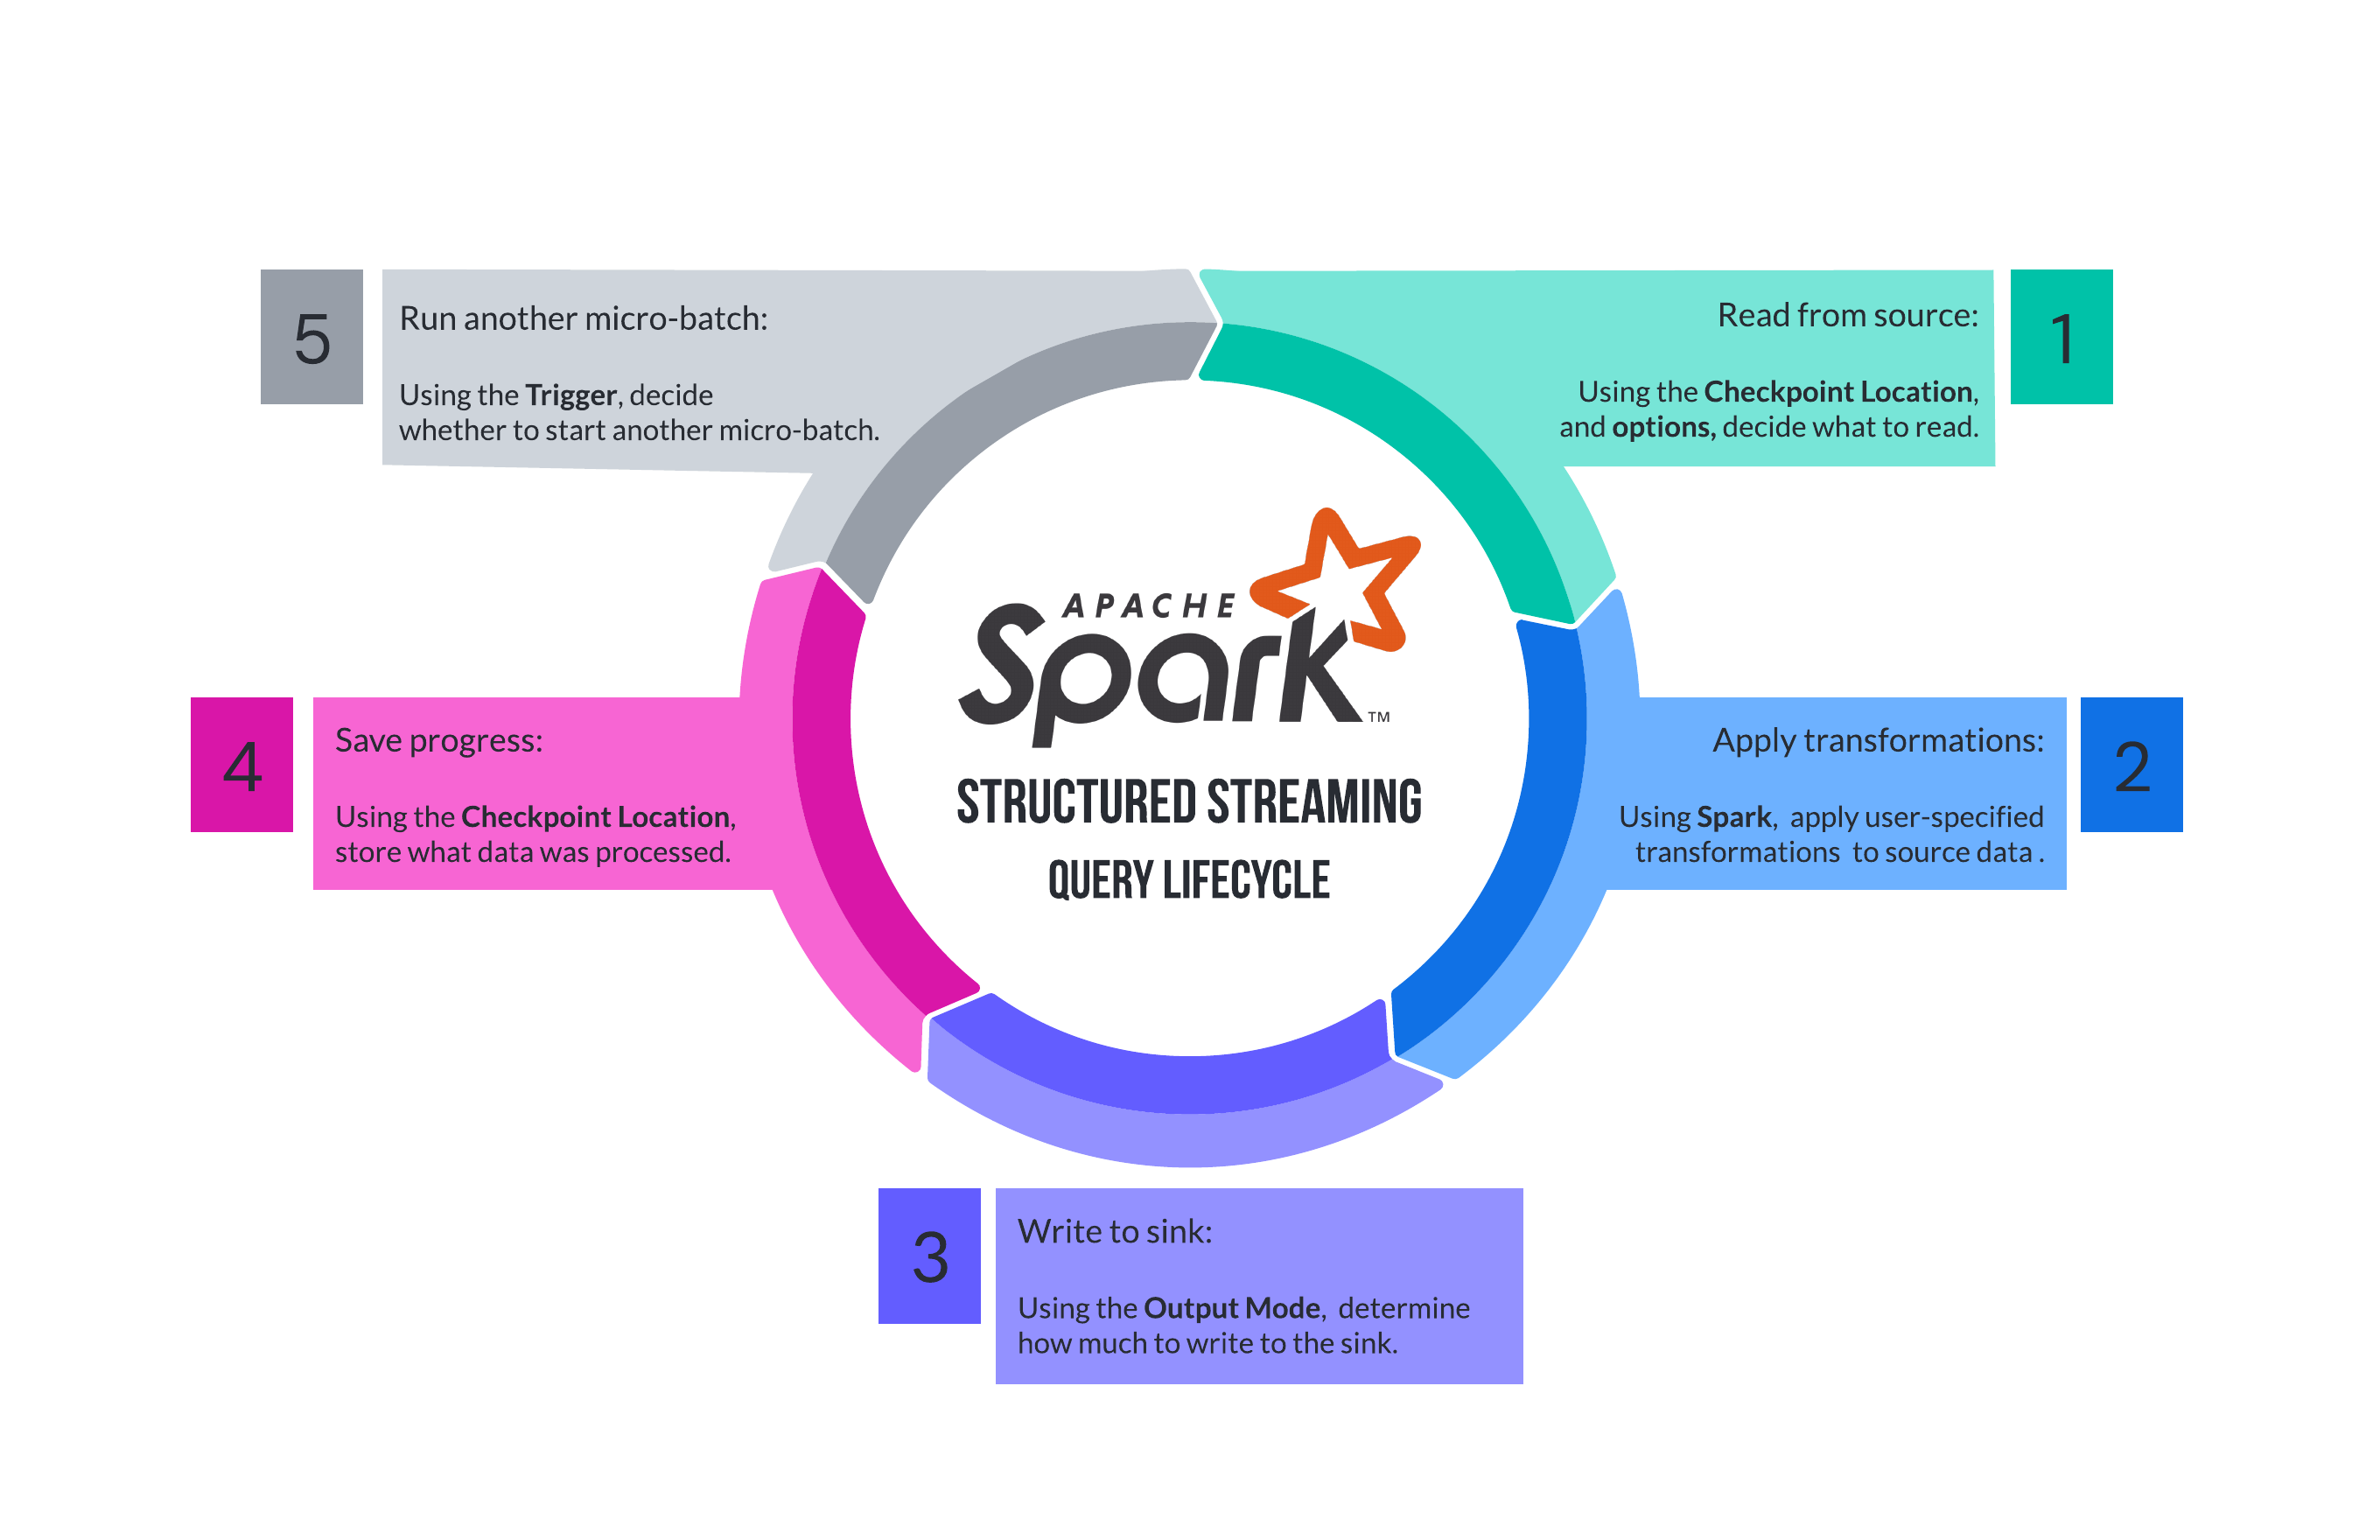 5
Run another micro-batch:
Using the Trigger, decide
whether to start another micro-batch.
Read from source:
Using the Checkpoint Location,
and options, decide what to read.
1
APACHE
Spark™
STRUCTURED STREAMING
QUERY LIFECYCLE
4
Save progress:
Using the Checkpoint Location,
store what data was processed.
Apply transformations:
Using Spark, apply user-specified
transformations to source data .
2
3
Write to sink:
Using the Output Mode, determine
how much to write to the sink.